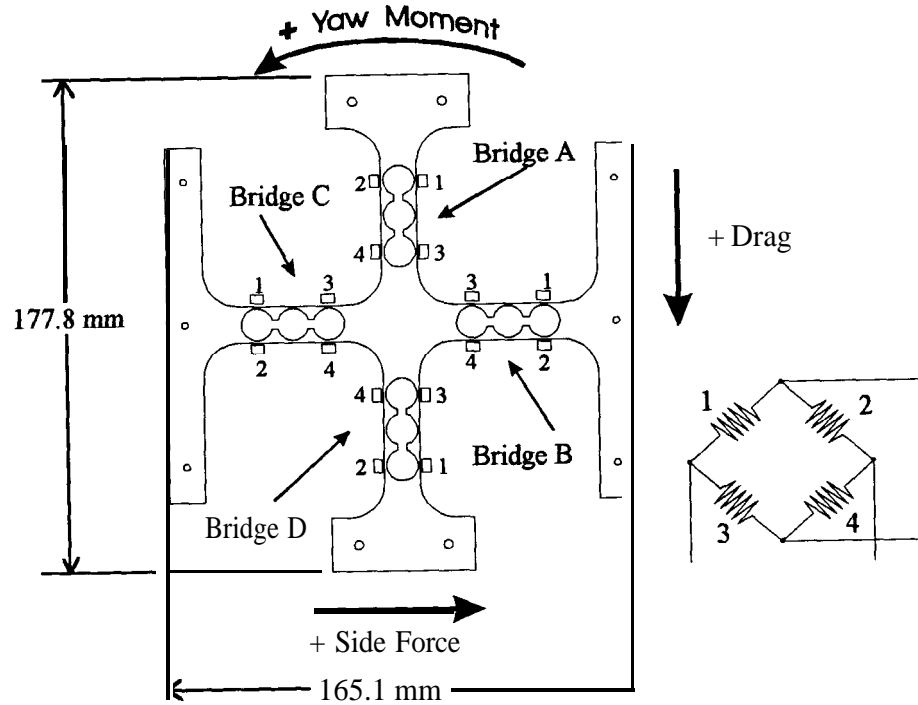 + Yaw Moment
Bridge A
2 1
Bridge C
4 3
+ Drag
1 3
3 1
177.8 mm
2 4
4 2
4 3
1 2
Bridge B
2 1
Bridge D
3 4
+ Side Force
165.1 mm